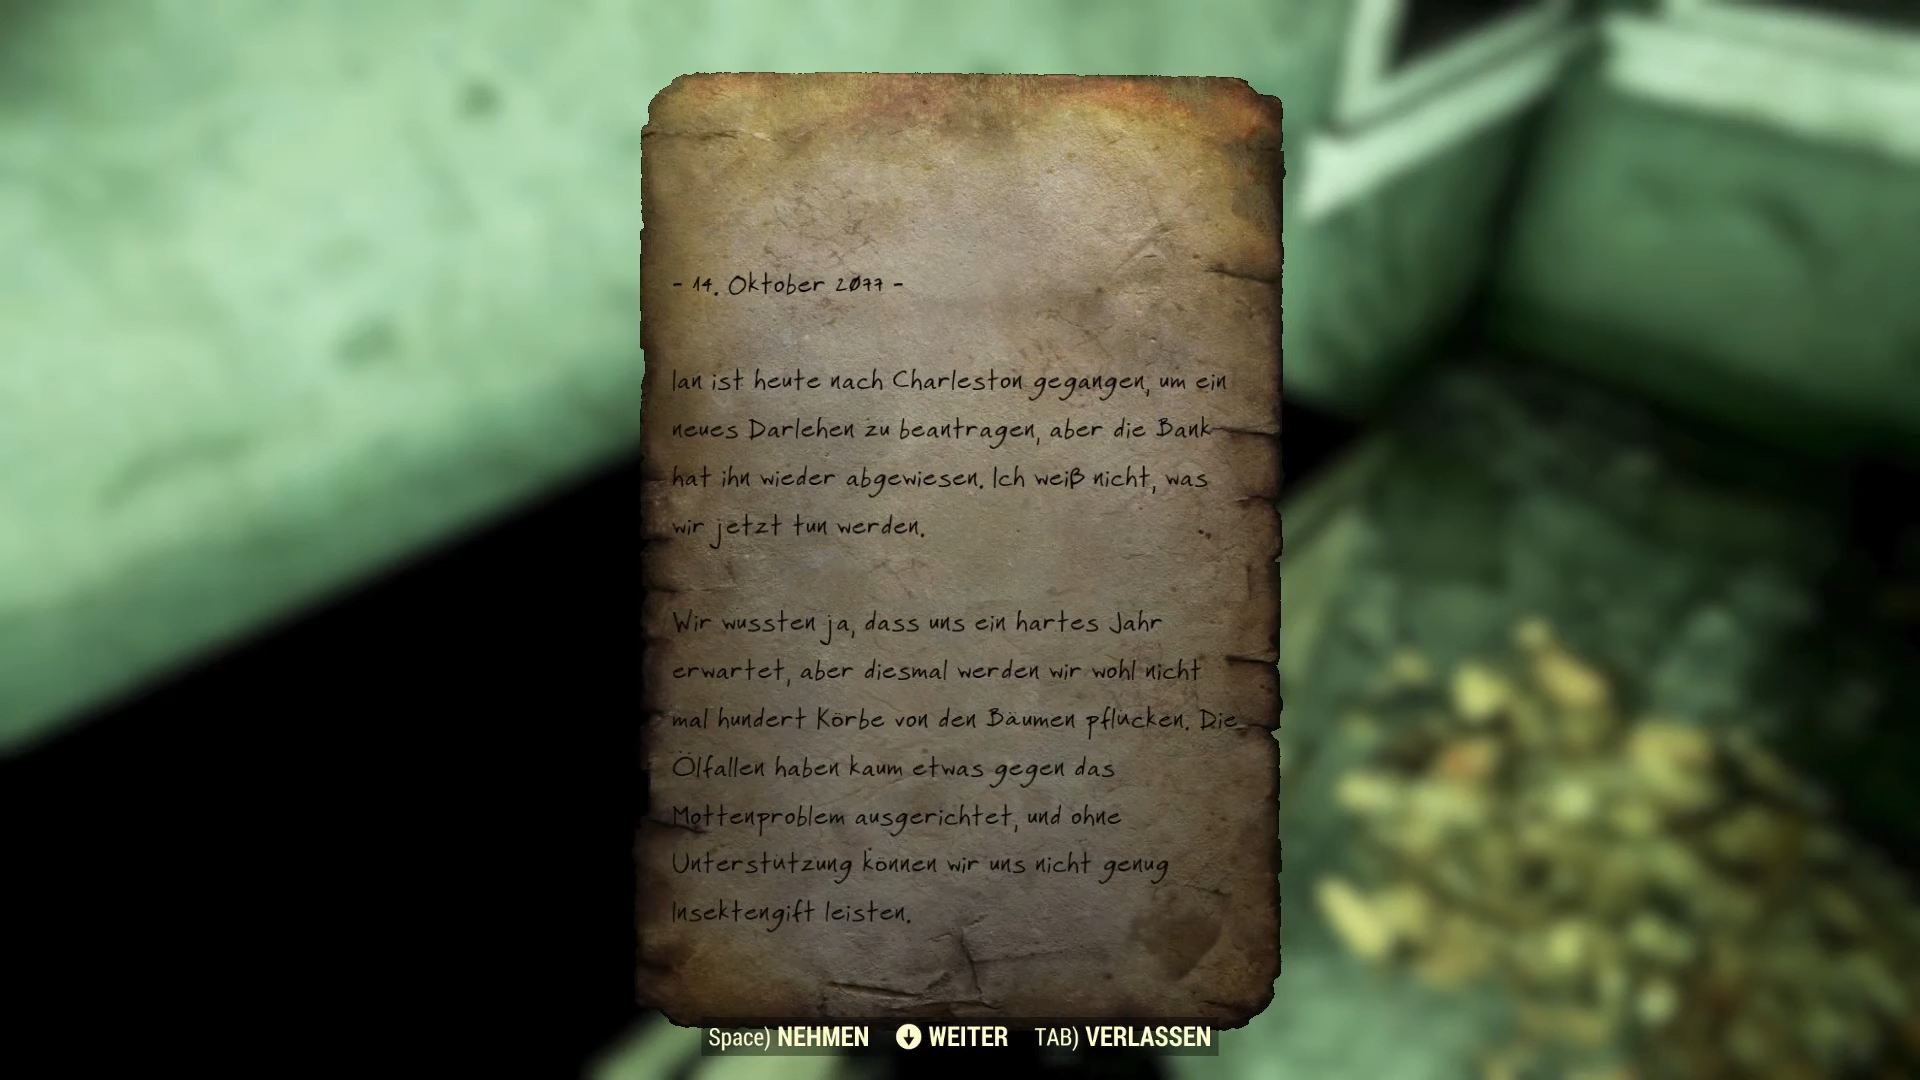 - 14. Oktober 2077 -
Ian ist heute nach Charleston gegangen, um ein
neues Darlehen zu beantragen, aber die Bank
hat ihn wieder abgewiesen. Ich weiß nicht, was
wir jetzt tun werden.
Wir wussten ja, dass uns ein hartes Jahr
erwartet, aber diesmal werden wir wohl nicht
mal hundert Körbe von den Bäumen pflücken. Die
Ölfallen haben kaum etwas gegen das
Mottenproblem ausgerichtet, und ohne
Unterstützung können wir uns nicht genug
Insektengift leisten.
Space) NEHMEN WEITER TAB) VERLASSEN